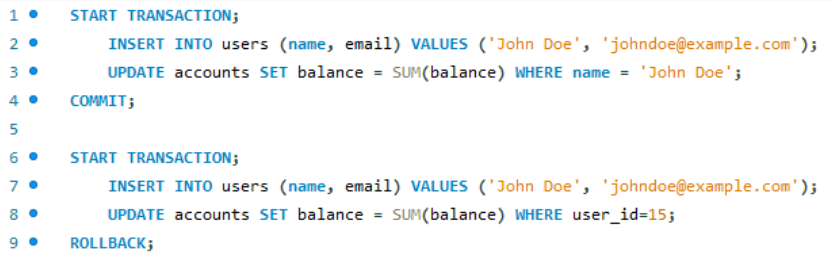 1 START TRANSACTION;
2 INSERT INTO users (name, email) VALUES ('John Doe', 'johndoe@example.com');
3 UPDATE accounts SET balance = SUM(balance) WHERE name = 'John Doe';
4 COMMIT;
5
6 START TRANSACTION;
7 INSERT INTO users (name, email) VALUES ('John Doe', 'johndoe@example.com');
8 UPDATE accounts SET balance = SUM(balance) WHERE user_id=15;
9 ROLLBACK;